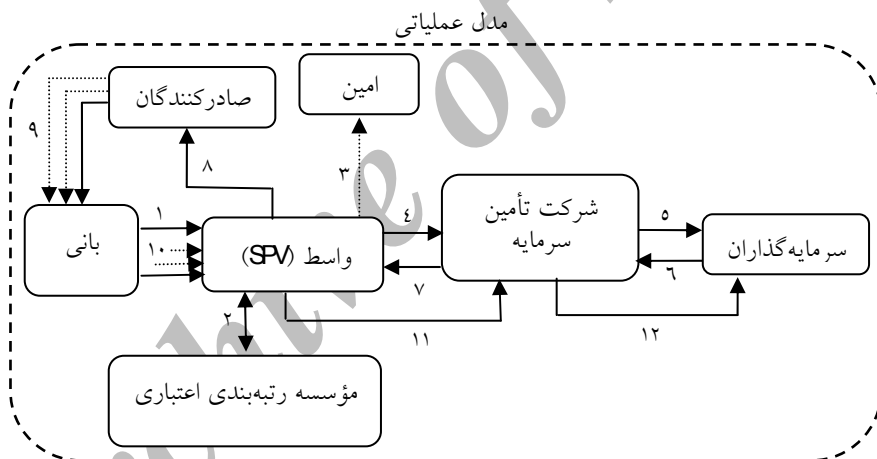 مدل عملیاتی
صادرکنندگان
امین
۹
۸
۳
بانی
۱
۱۰
واسط (SPV)
۴
۷
شرکت تأمین
سرمایه
۵
۶
سرمایه‌گذاران
۲
۱۱
۱۲
مؤسسه رتبه‌بندی اعتباری